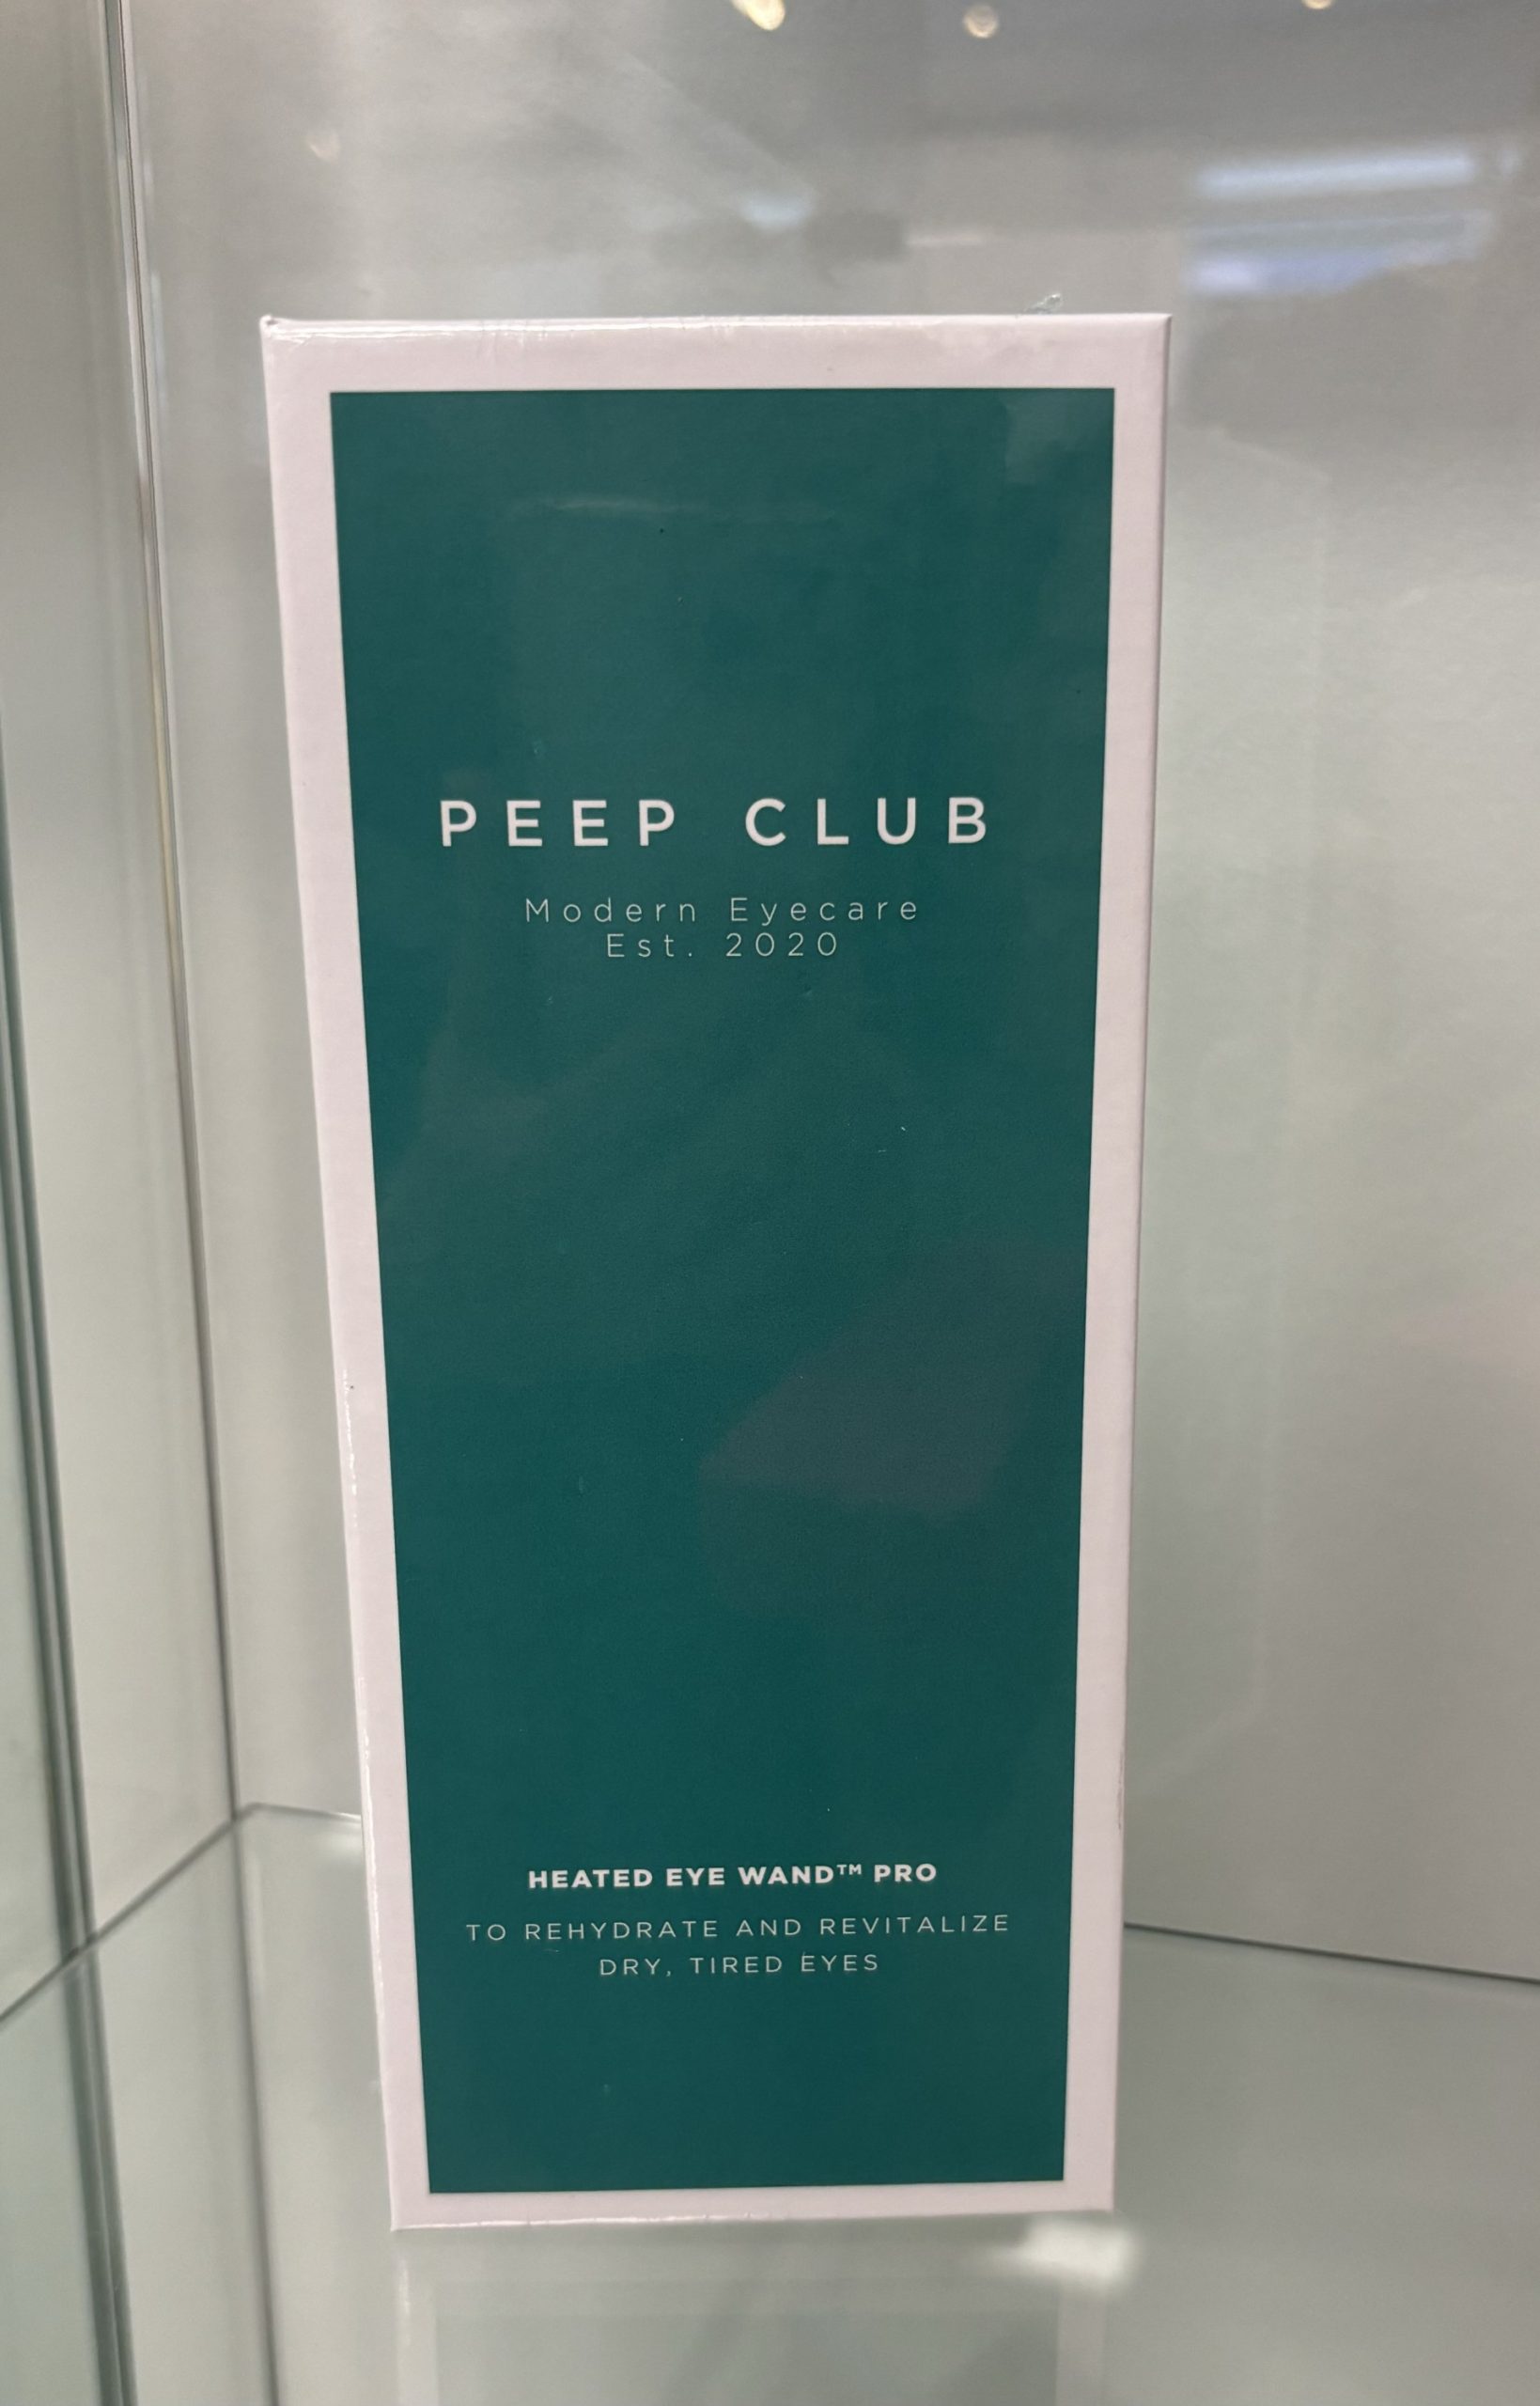 PEEP CLUB
Modern Eyecare
Est. 2020
HEATED EYE WAND™ PRO
TO REHYDRATE AND REVITALIZE
DRY, TIRED EYES